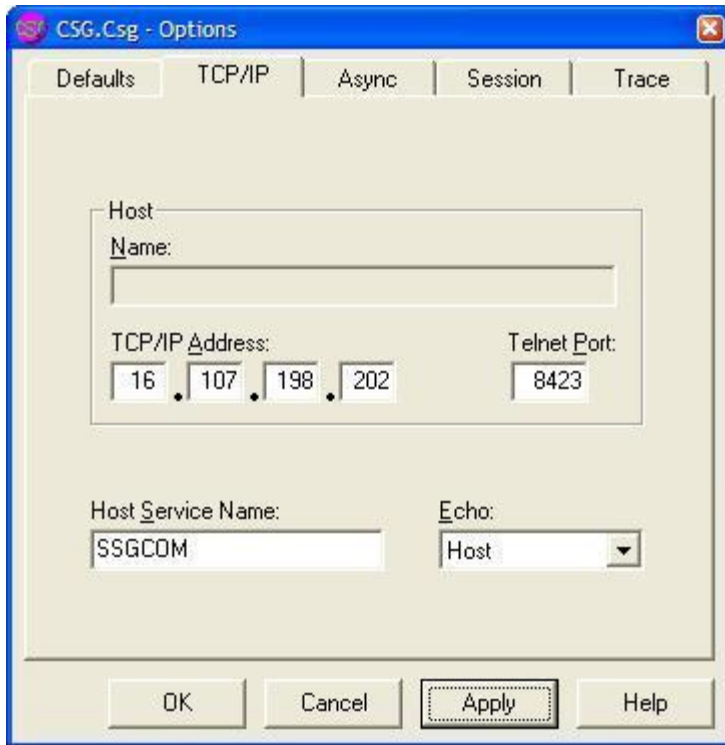 CSG CSG.Csg - Options
Defaults TCP/IP Async Session Trace
Host
Name:
TCP/IP Address: Telnet Port:
16 . 107 . 198 . 202 8423
Host Service Name: Echo:
SSGCOM Host
OK Cancel Apply Help